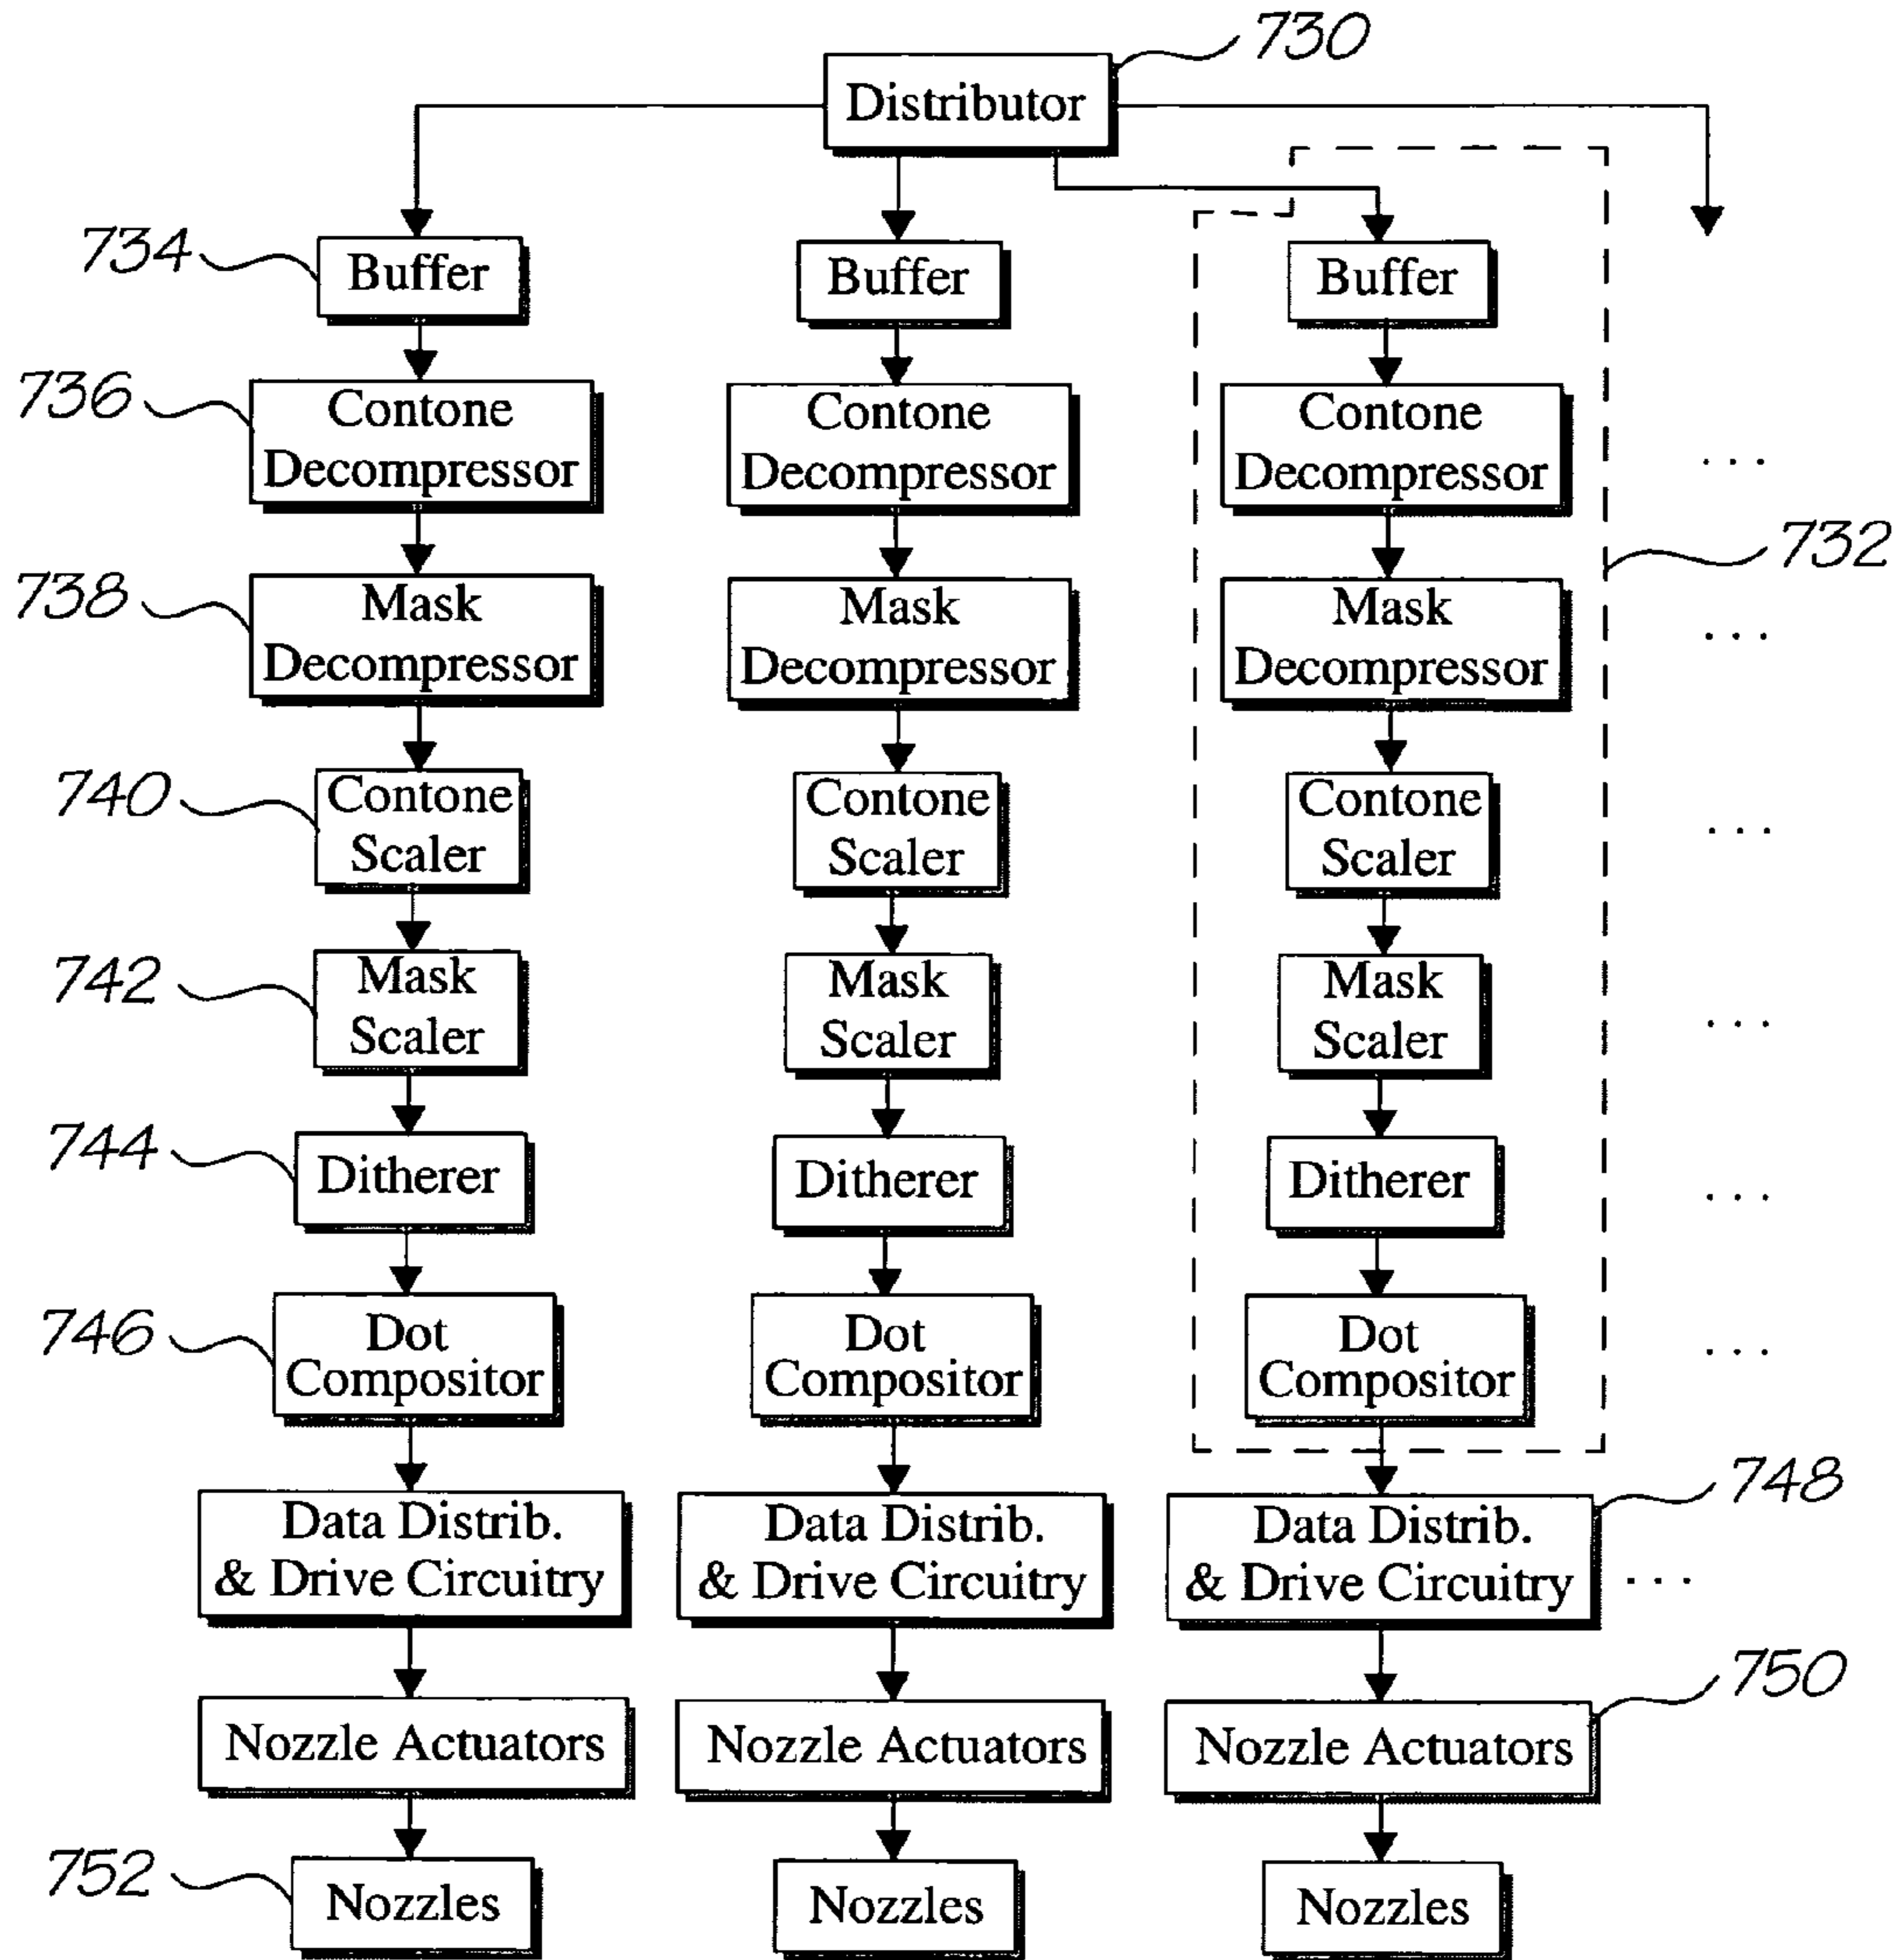 730
Distributor
734
Buffer
Buffer
Buffer
736
Contone
Decompressor
Contone
Decompressor
Contone
Decompressor
...
732
738
Mask
Decompressor
Mask
Decompressor
Mask
Decompressor
...
740
Contone
Scaler
Contone
Scaler
Contone
Scaler
...
742
Mask
Scaler
Mask
Scaler
Mask
Scaler
...
744
Ditherer
Ditherer
Ditherer
...
746
Dot
Compositor
Dot
Compositor
Dot
Compositor
...
748
Data Distrib.
& Drive Circuitry
Data Distrib.
& Drive Circuitry
Data Distrib.
& Drive Circuitry
...
750
Nozzle Actuators
Nozzle Actuators
Nozzle Actuators
752
Nozzles
Nozzles
Nozzles